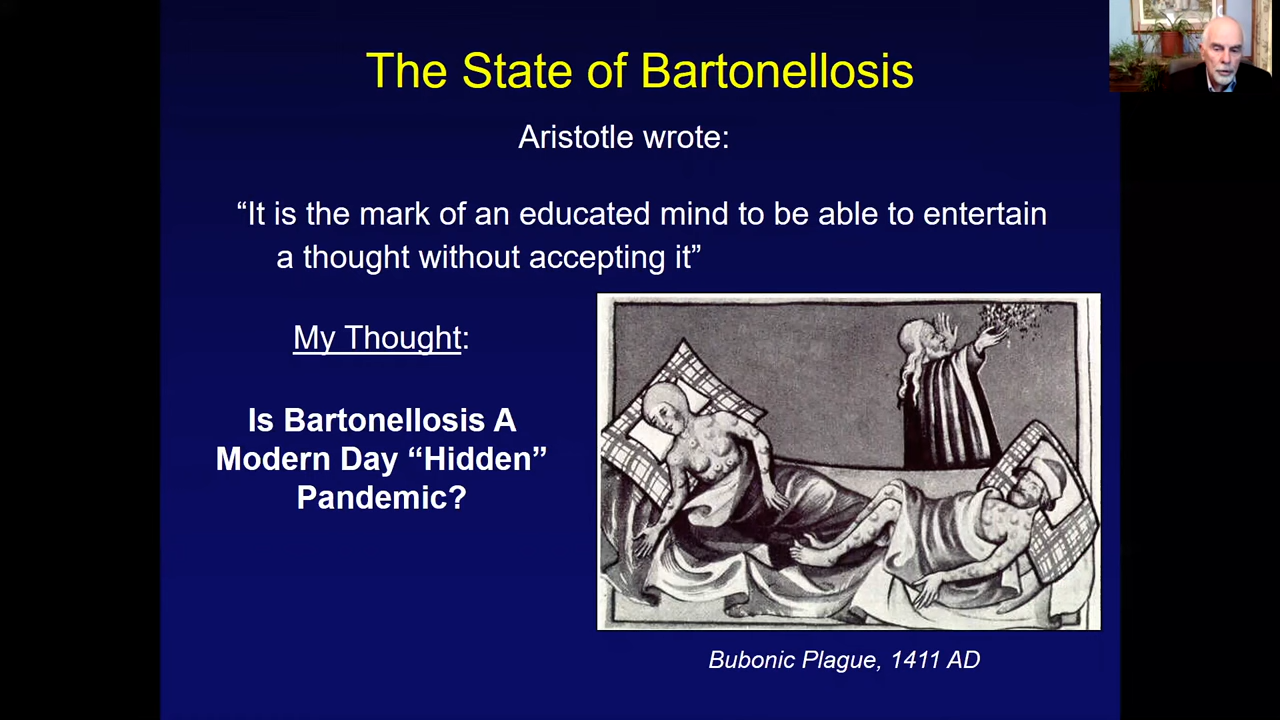 The State of Bartonellosis
Aristotle wrote:
“It is the mark of an educated mind to be able to entertain
a thought without accepting it”
My Thought:
Is Bartonellosis A
Modern Day “Hidden”
Pandemic?
Bubonic Plague, 1411 AD